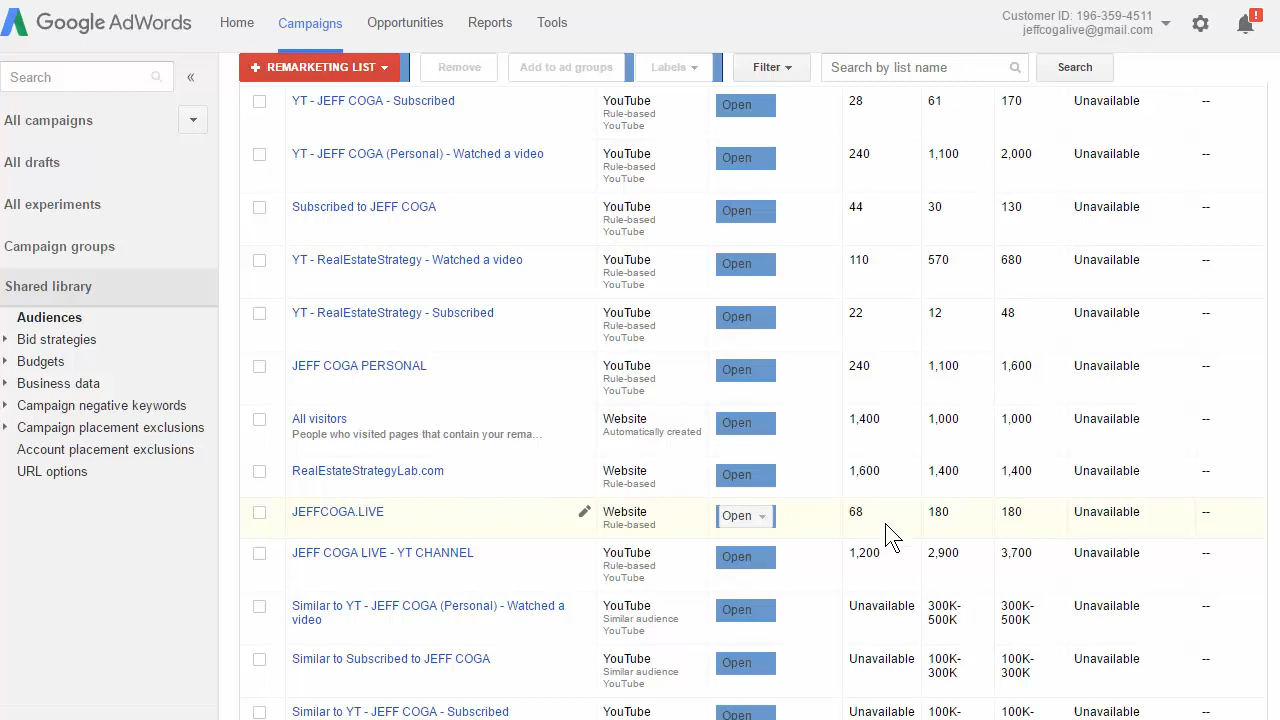 Google AdWords Home Campaigns Opportunities Reports Tools
Customer ID: 196-359-4511
jeffcogalive@gmail.com
!
Search
«
All campaigns
All drafts
All experiments
Campaign groups
Shared library
Audiences
Bid strategies
Budgets
Business data
Campaign negative keywords
Campaign placement exclusions
Account placement exclusions
URL options
+ REMARKETING LIST Remove Add to ad groups Labels Filter Search by list name Search
YT - JEFF COGA - Subscribed YouTube Open 28 61 170 Unavailable --
Rule-based
YouTube
YT - JEFF COGA (Personal) - Watched a video YouTube Open 240 1,100 2,000 Unavailable --
Rule-based
YouTube
Subscribed to JEFF COGA YouTube Open 44 30 130 Unavailable --
Rule-based
YouTube
YT - RealEstateStrategy - Watched a video YouTube Open 110 570 680 Unavailable --
Rule-based
YouTube
YT - RealEstateStrategy - Subscribed YouTube Open 22 12 48 Unavailable --
Rule-based
YouTube
JEFF COGA PERSONAL YouTube Open 240 1,100 1,600 Unavailable --
Rule-based
YouTube
All visitors Website Open 1,400 1,000 1,000 Unavailable --
People who visited pages that contain your rema... Automatically created
RealEstateStrategyLab.com Website Open 1,600 1,400 1,400 Unavailable --
Rule-based
JEFFCOGA.LIVE Website Open 68 180 180 Unavailable --
Rule-based
JEFF COGA LIVE - YT CHANNEL YouTube Open 1,200 2,900 3,700 Unavailable --
Rule-based
YouTube
Similar to YT - JEFF COGA (Personal) - Watched a YouTube Open Unavailable 300K- 300K- Unavailable --
video Similar audience 500K 500K
YouTube
Similar to Subscribed to JEFF COGA YouTube Open Unavailable 100K- 100K- Unavailable --
Similar audience 300K 300K
YouTube
Similar to YT - JEFF COGA - Subscribed YouTube Open Unavailable 100K- 100K- Unavailable --